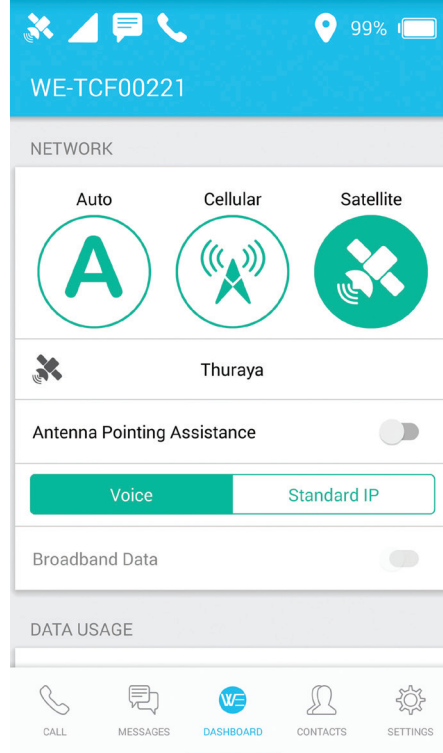 99%
WE-TCF00221
NETWORK
Auto Cellular Satellite
A
Thuraya
Antenna Pointing Assistance
Voice Standard IP
Broadband Data
DATA USAGE
WE
CALL MESSAGES DASHBOARD CONTACTS SETTINGS